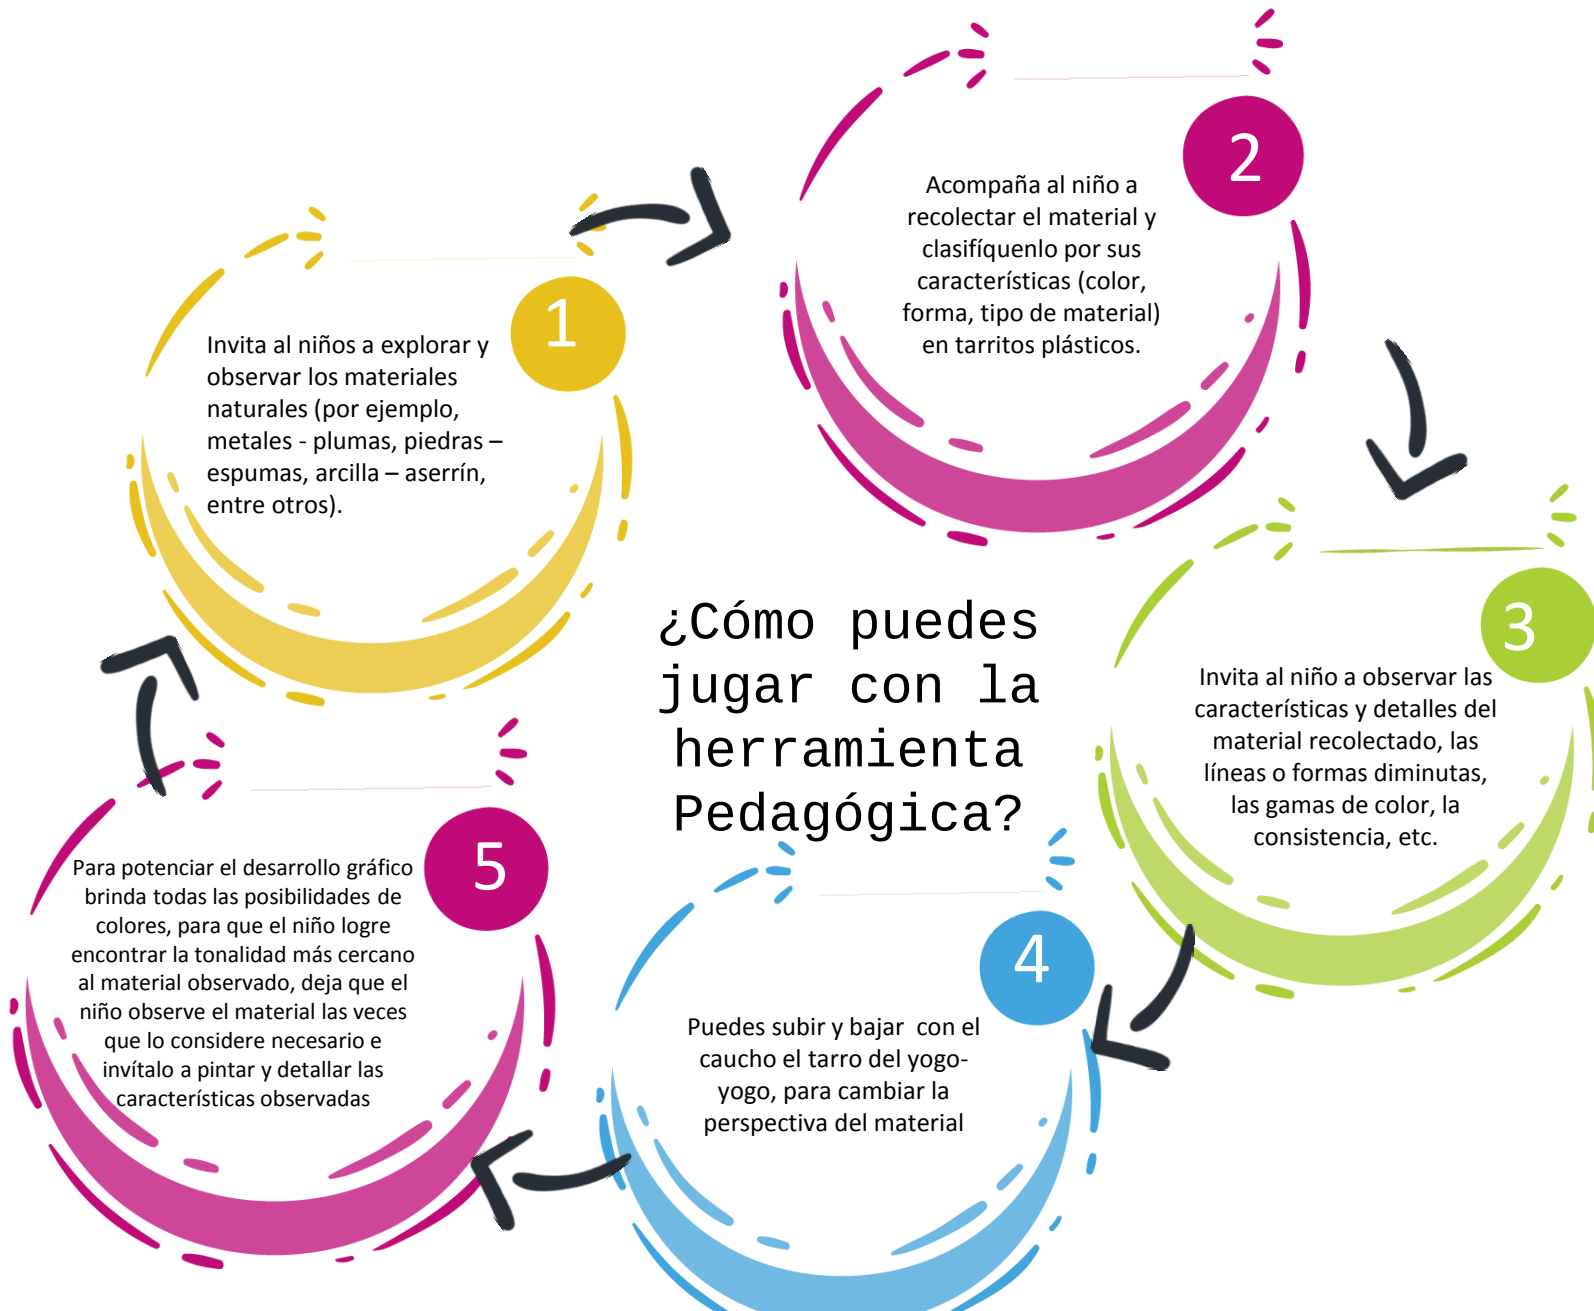 ¿Cómo puedes
jugar con la
herramienta
Pedagógica?
1
Invita al niños a explorar y
observar los materiales
naturales (por ejemplo,
metales - plumas, piedras –
espumas, arcilla – aserrín,
entre otros).
2
Acompaña al niño a
recolectar el material y
clasifíquenlo por sus
características (color,
forma, tipo de material)
en tarritos plásticos.
3
Invita al niño a observar las
características y detalles del
material recolectado, las
líneas o formas diminutas,
las gamas de color, la
consistencia, etc.
4
Puedes subir y bajar  con el
caucho el tarro del yogo-
yogo, para cambiar la
perspectiva del material
5
Para potenciar el desarrollo gráfico
brinda todas las posibilidades de
colores, para que el niño logre
encontrar la tonalidad más cercano
al material observado, deja que el
niño observe el material las veces
que lo considere necesario e
invítalo a pintar y detallar las
características observadas